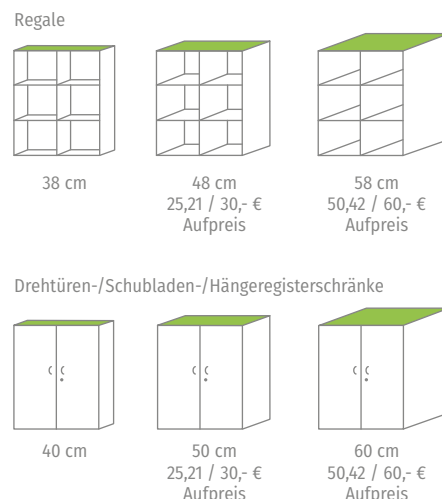 Regale
38 cm
48 cm
25,21 / 30,- €
Aufpreis
58 cm
50,42 / 60,- €
Aufpreis
Drehtüren-/Schubladen-/Hängeregisterschränke
40 cm
50 cm
25,21 / 30,- €
Aufpreis
60 cm
50,42 / 60,- €
Aufpreis